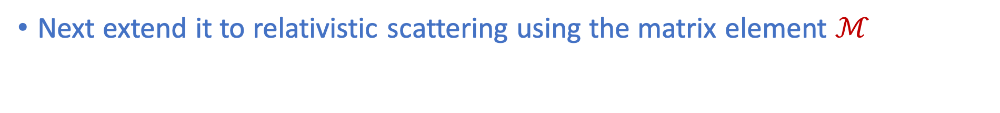 • Next extend it to relativistic scattering using the matrix element ℳ